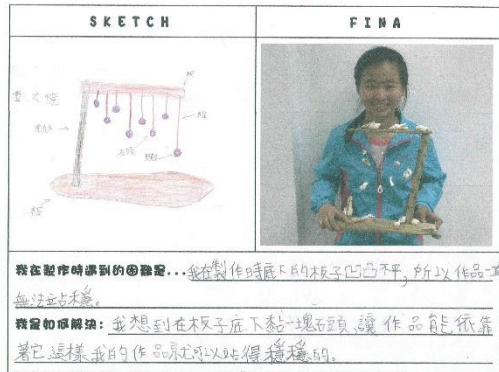 SKETCH
FINA
我在製作時遇到的困難是...我在製作時底下的板子凹凸不平,所以作品一直
無法站穩。
我是如何解決:我想到在板子底下黏一塊石頭,讓作品能依靠
著它這樣我的作品就可以站得穩穩的。